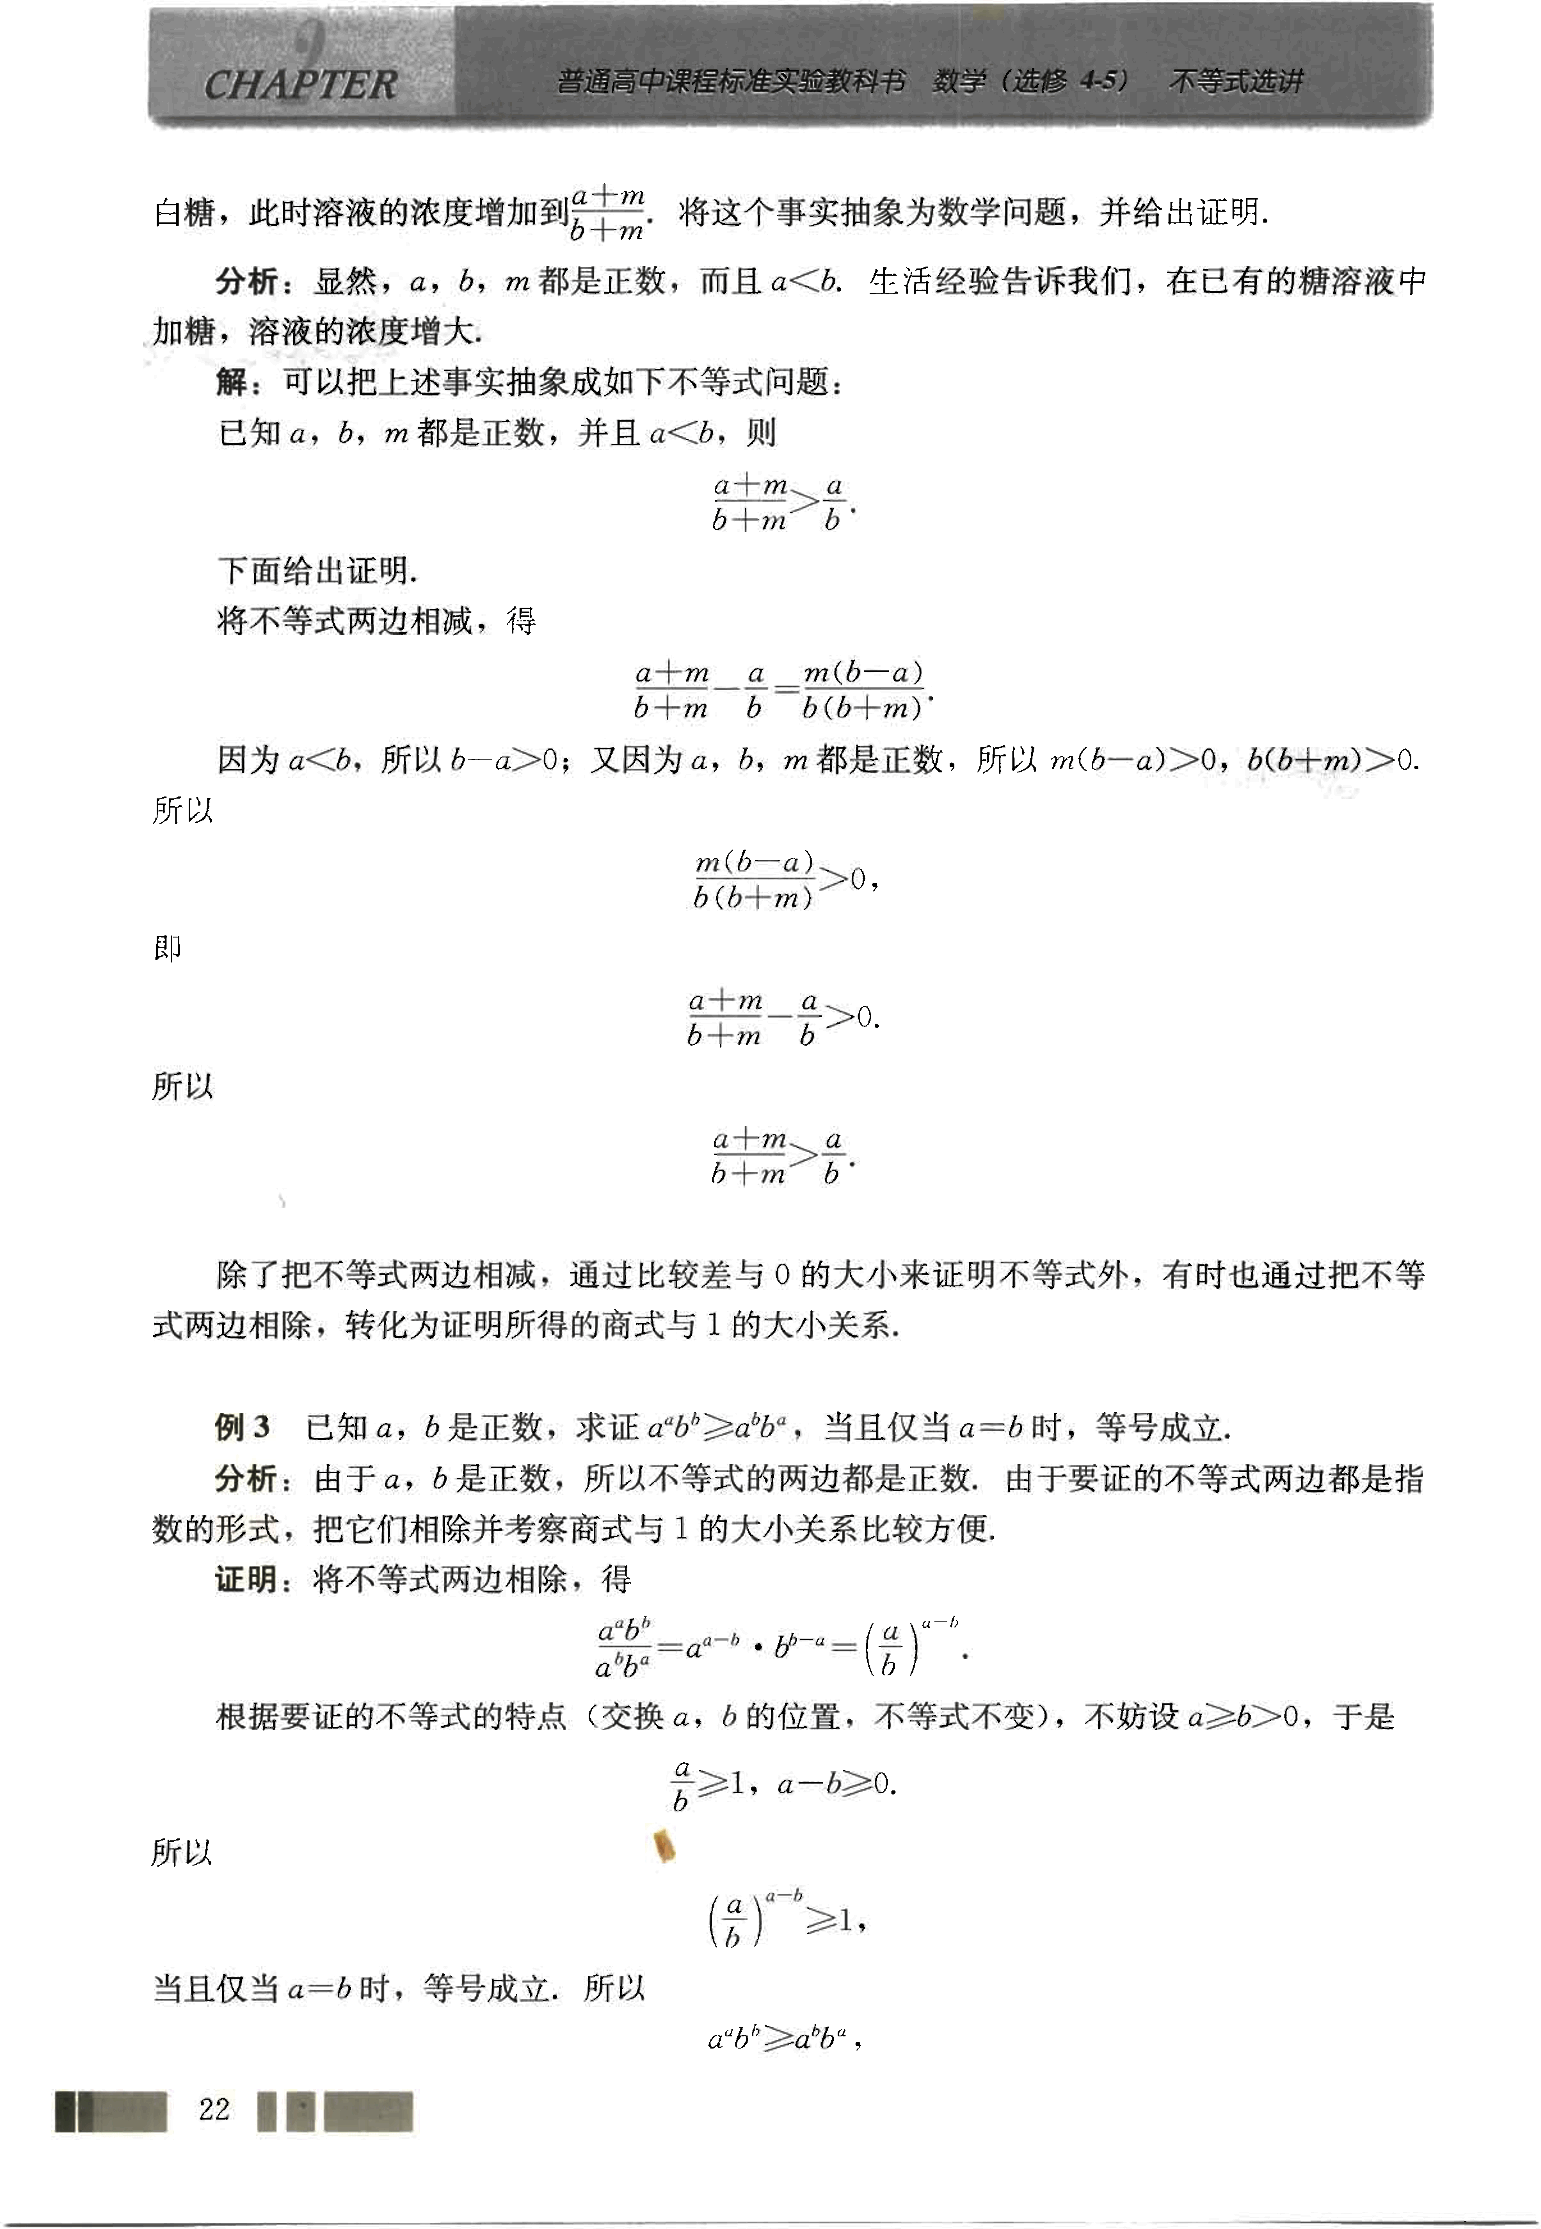 CHAPTER
普通高中课程标准实验教科书 数学（选修 4-5） 不等式选讲
白糖，此时溶液的浓度增加到$\frac{a+m}{b+m}$. 将这个事实抽象为数学问题，并给出证明.
分析：显然，a，b，m 都是正数，而且 a<b. 生活经验告诉我们，在已有的糖溶液中
加糖，溶液的浓度增大.
解：可以把上述事实抽象成如下不等式问题：
已知 a，b，m 都是正数，并且 a<b，则
$\frac{a+m}{b+m}>\frac{a}{b}$.
下面给出证明.
将不等式两边相减，得
$\frac{a+m}{b+m}-\frac{a}{b}=\frac{m(b-a)}{b(b+m)}$.
因为 a<b，所以 b-a>0；又因为 a，b，m 都是正数，所以 m(b-a)>0，b(b+m)>0.
所以
$\frac{m(b-a)}{b(b+m)}>0$，
即
$\frac{a+m}{b+m}-\frac{a}{b}>0$.
所以
$\frac{a+m}{b+m}>\frac{a}{b}$.
除了把不等式两边相减，通过比较差与 0 的大小来证明不等式外，有时也通过把不等
式两边相除，转化为证明所得的商式与 1 的大小关系.
例 3 已知 a，b 是正数，求证 $a^a b^b \geqslant a^b b^a$，当且仅当 a=b 时，等号成立.
分析：由于 a，b 是正数，所以不等式的两边都是正数. 由于要证的不等式两边都是指
数的形式，把它们相除并考察商式与 1 的大小关系比较方便.
证明：将不等式两边相除，得
$\frac{a^a b^b}{a^b b^a}=a^{a-b} \cdot b^{b-a}=\left(\frac{a}{b}\right)^{a-b}$.
根据要证的不等式的特点（交换 a，b 的位置，不等式不变），不妨设 a⩾b>0，于是
$\frac{a}{b} \geqslant 1$，a-b⩾0.
所以
$\left(\frac{a}{b}\right)^{a-b} \geqslant 1$，
当且仅当 a=b 时，等号成立. 所以
$a^a b^b \geqslant a^b b^a$，
22